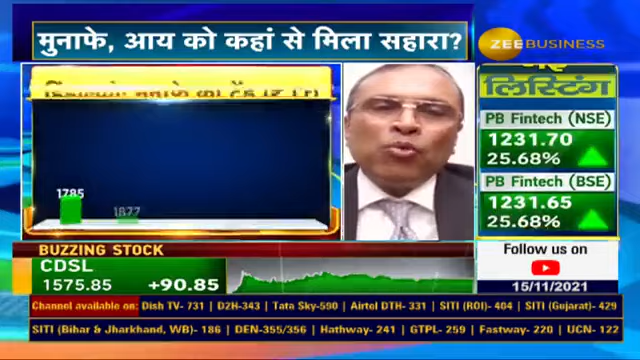 मुनाफे, आय को कहां से मिला सहारा?
ZEE BUSINESS
लिस्टिंग
PB Fintech (NSE)
1231.70
25.68%
PB Fintech (BSE)
1231.65
25.68%
1785
1877
BUZZING STOCK
CDSL
1575.85 +90.85
Follow us on
15/11/2021
Channel available on: Dish TV- 731 | D2H-343 | Tata Sky-590 | Airtel DTH- 331 | SITI (ROI)- 404 | SITI (Gujarat)- 429
SITI (Bihar & Jharkhand, WB)- 186 | DEN-355/356 | Hathway- 241 | GTPL- 259 | Fastway- 220 | UCN- 122